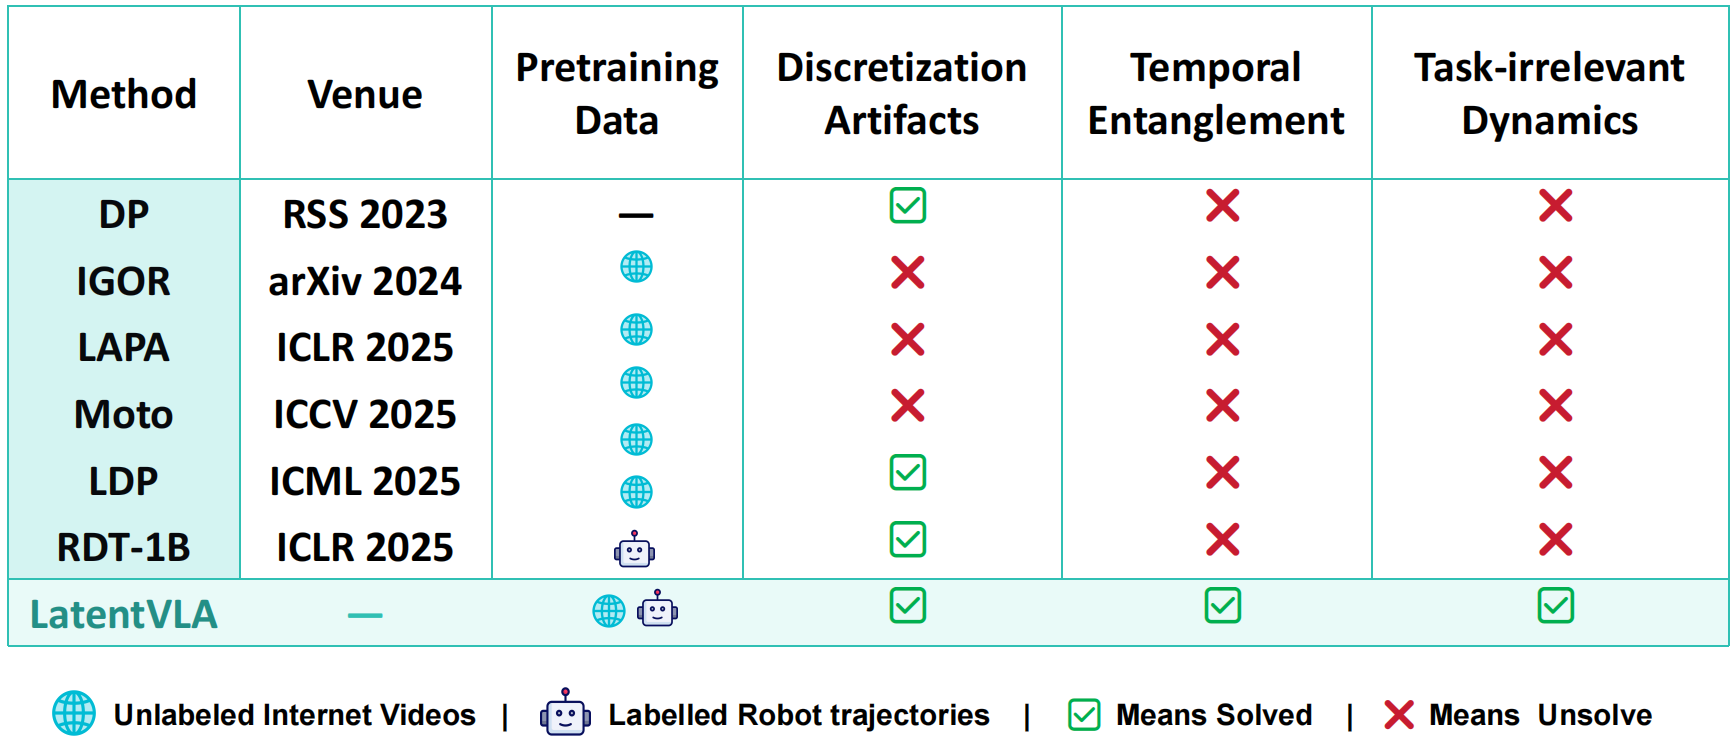 Method Venue Pretraining Data Discretization Artifacts Temporal Entanglement Task-irrelevant Dynamics
DP RSS 2023 —
IGOR arXiv 2024
LAPA ICLR 2025
Moto ICCV 2025
LDP ICML 2025
RDT-1B ICLR 2025
LatentVLA —
Unlabeled Internet Videos | Labelled Robot trajectories | Means Solved | Means Unsolve